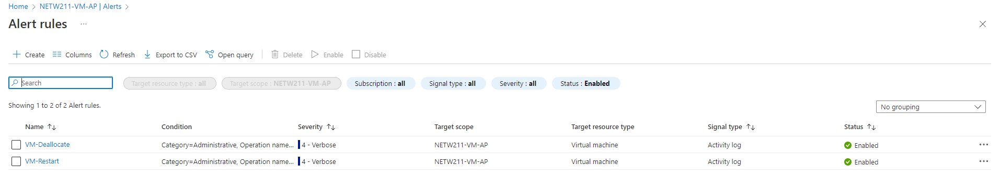 Home > NETW211-VM-AP | Alerts >
Alert rules ...
Create Columns Refresh Export to CSV Open query Delete Enable Disable
Search Target resource type : all Target scope : NETW211-VM-AP Subscription : all Signal type : all Severity : all Status : Enabled
Showing 1 to 2 of 2 Alert rules. No grouping
Name Condition Severity Target scope Target resource type Signal type Status
VM-Deallocate Category=Administrative, Operation name... 4 - Verbose NETW211-VM-AP Virtual machine Activity log Enabled ...
VM-Restart Category=Administrative, Operation name... 4 - Verbose NETW211-VM-AP Virtual machine Activity log Enabled ...